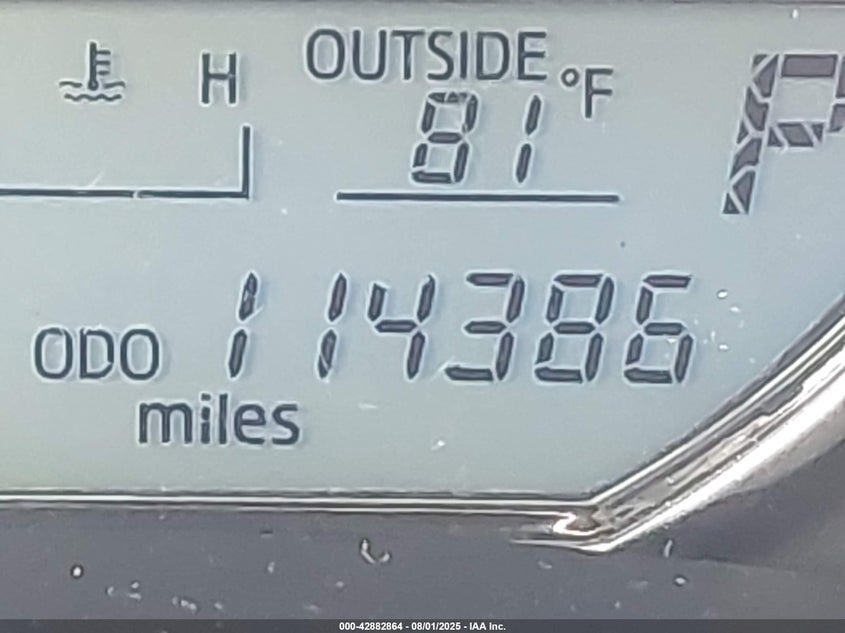 H
OUTSIDE
81 °F
P
ODO 114386
miles
000-42882864 - 08/01/2025 - IAA Inc.